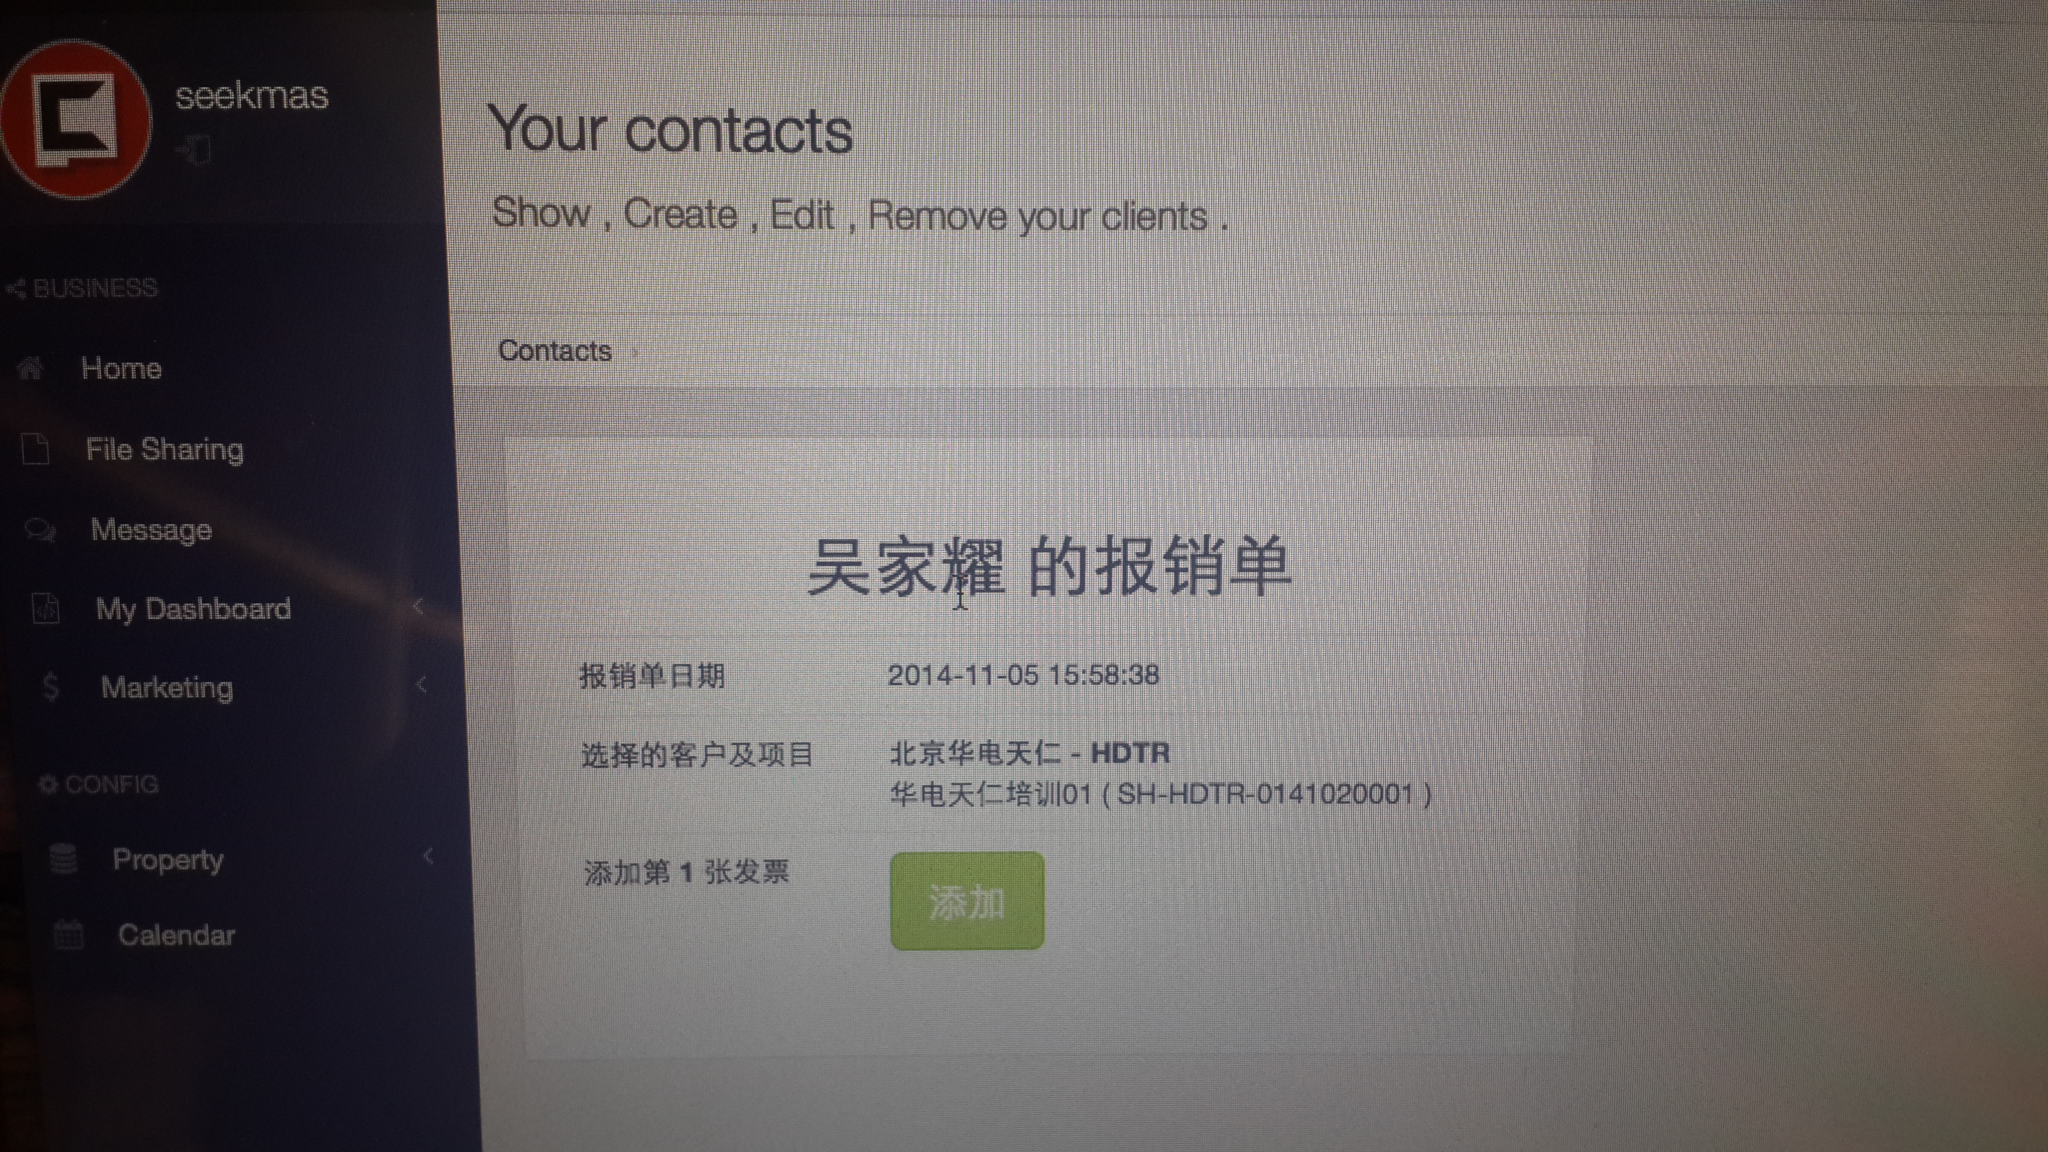 seekmas
BUSINESS
Home
File Sharing
Message
My Dashboard
Marketing
CONFIG
Property
Calendar
Your contacts
Show , Create , Edit , Remove your clients .
Contacts
吴家耀 的报销单
报销单日期 2014-11-05 15:58:38
选择的客户及项目 北京华电天仁 - HDTR
华电天仁培训01 ( SH-HDTR-0141020001 )
添加第 1 张发票 添加